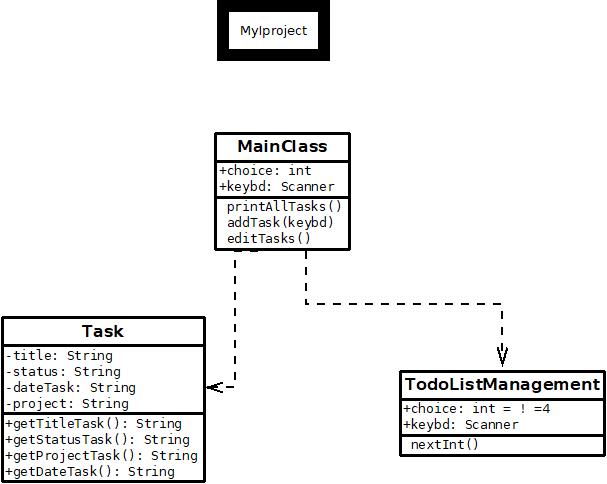 MyIproject
MainClass
+choice: int
+keybd: Scanner
printAllTasks()
addTask(keybd)
editTasks()
Task
-title: String
-status: String
-dateTask: String
-project: String
+getTitleTask(): String
+getStatusTask(): String
+getProjectTask(): String
+getDateTask(): String
TodoListManagement
+choice: int = ! =4
+keybd: Scanner
nextInt()